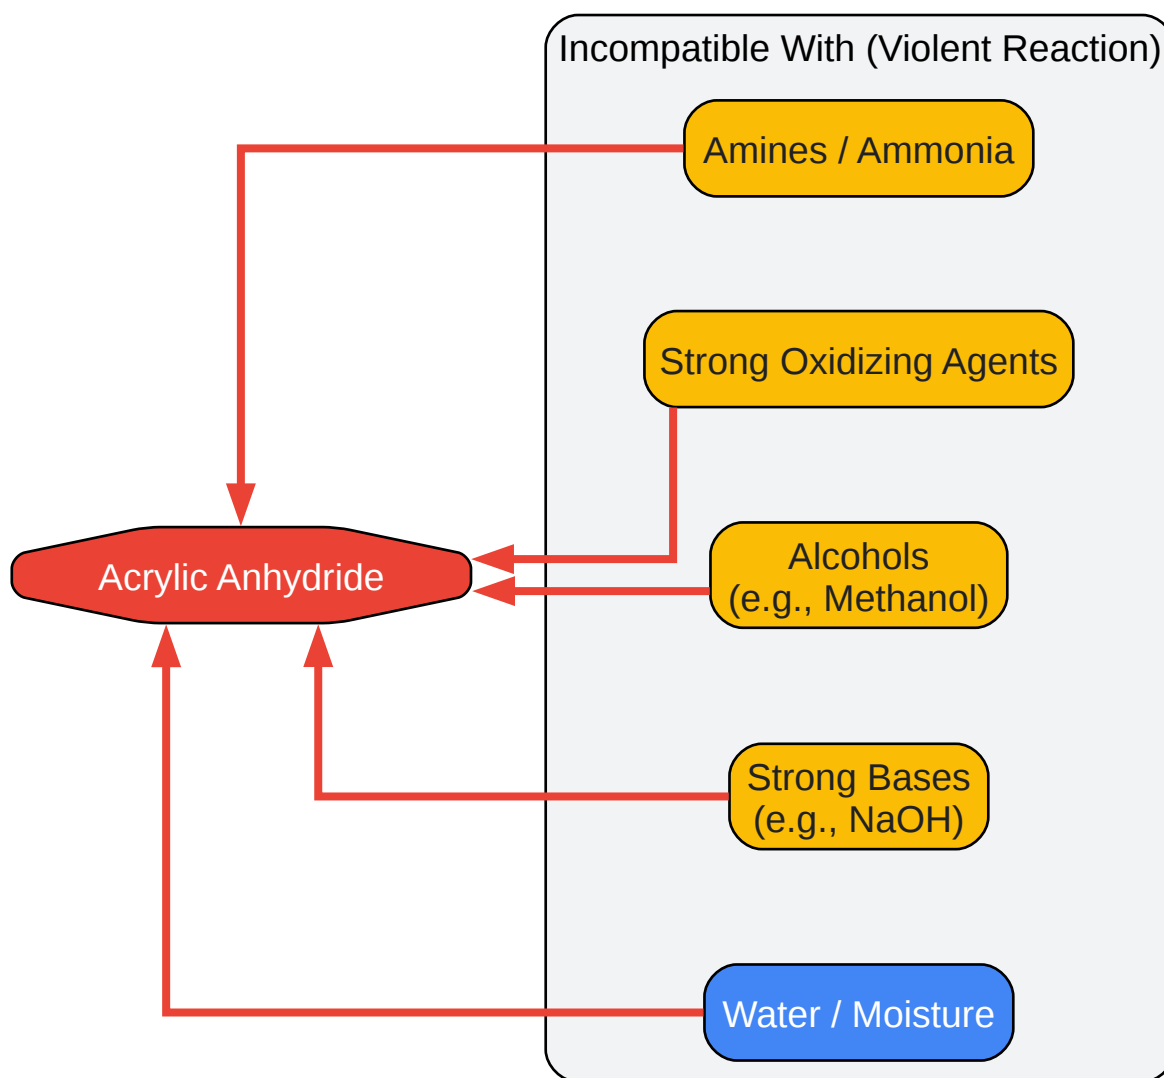 Incompatible With (Violent Reaction)
Amines / Ammonia
Strong Oxidizing Agents
Acrylic Anhydride
Alcohols
(e.g., Methanol)
Strong Bases
(e.g., NaOH)
Water / Moisture